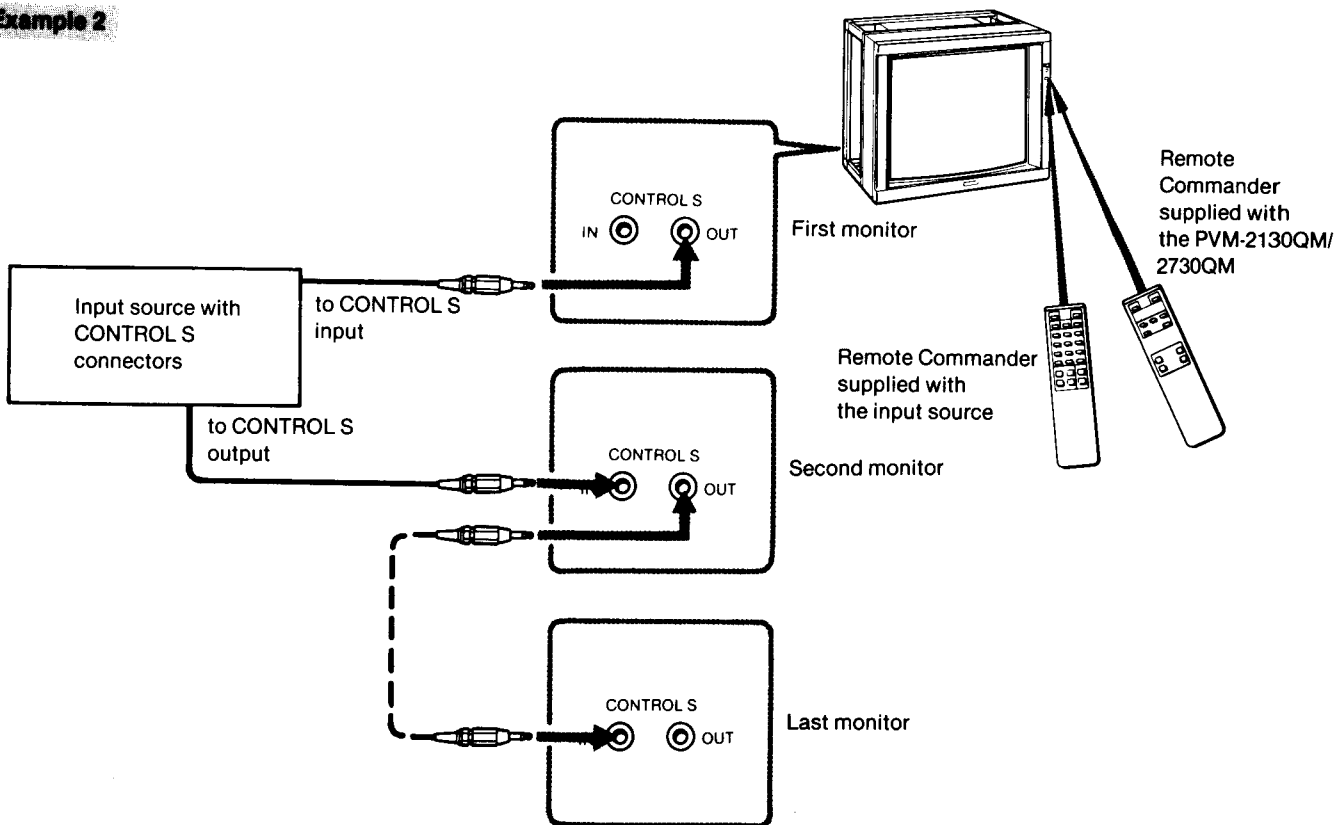 Example 2
CONTROL S
IN
OUT
First monitor
Remote
Commander
supplied with
the PVM-2130QM/
2730QM
Input source with
CONTROL S
connectors
to CONTROL S
input
Remote Commander
supplied with
the input source
to CONTROL S
output
CONTROL S
OUT
Second monitor
CONTROL S
OUT
Last monitor